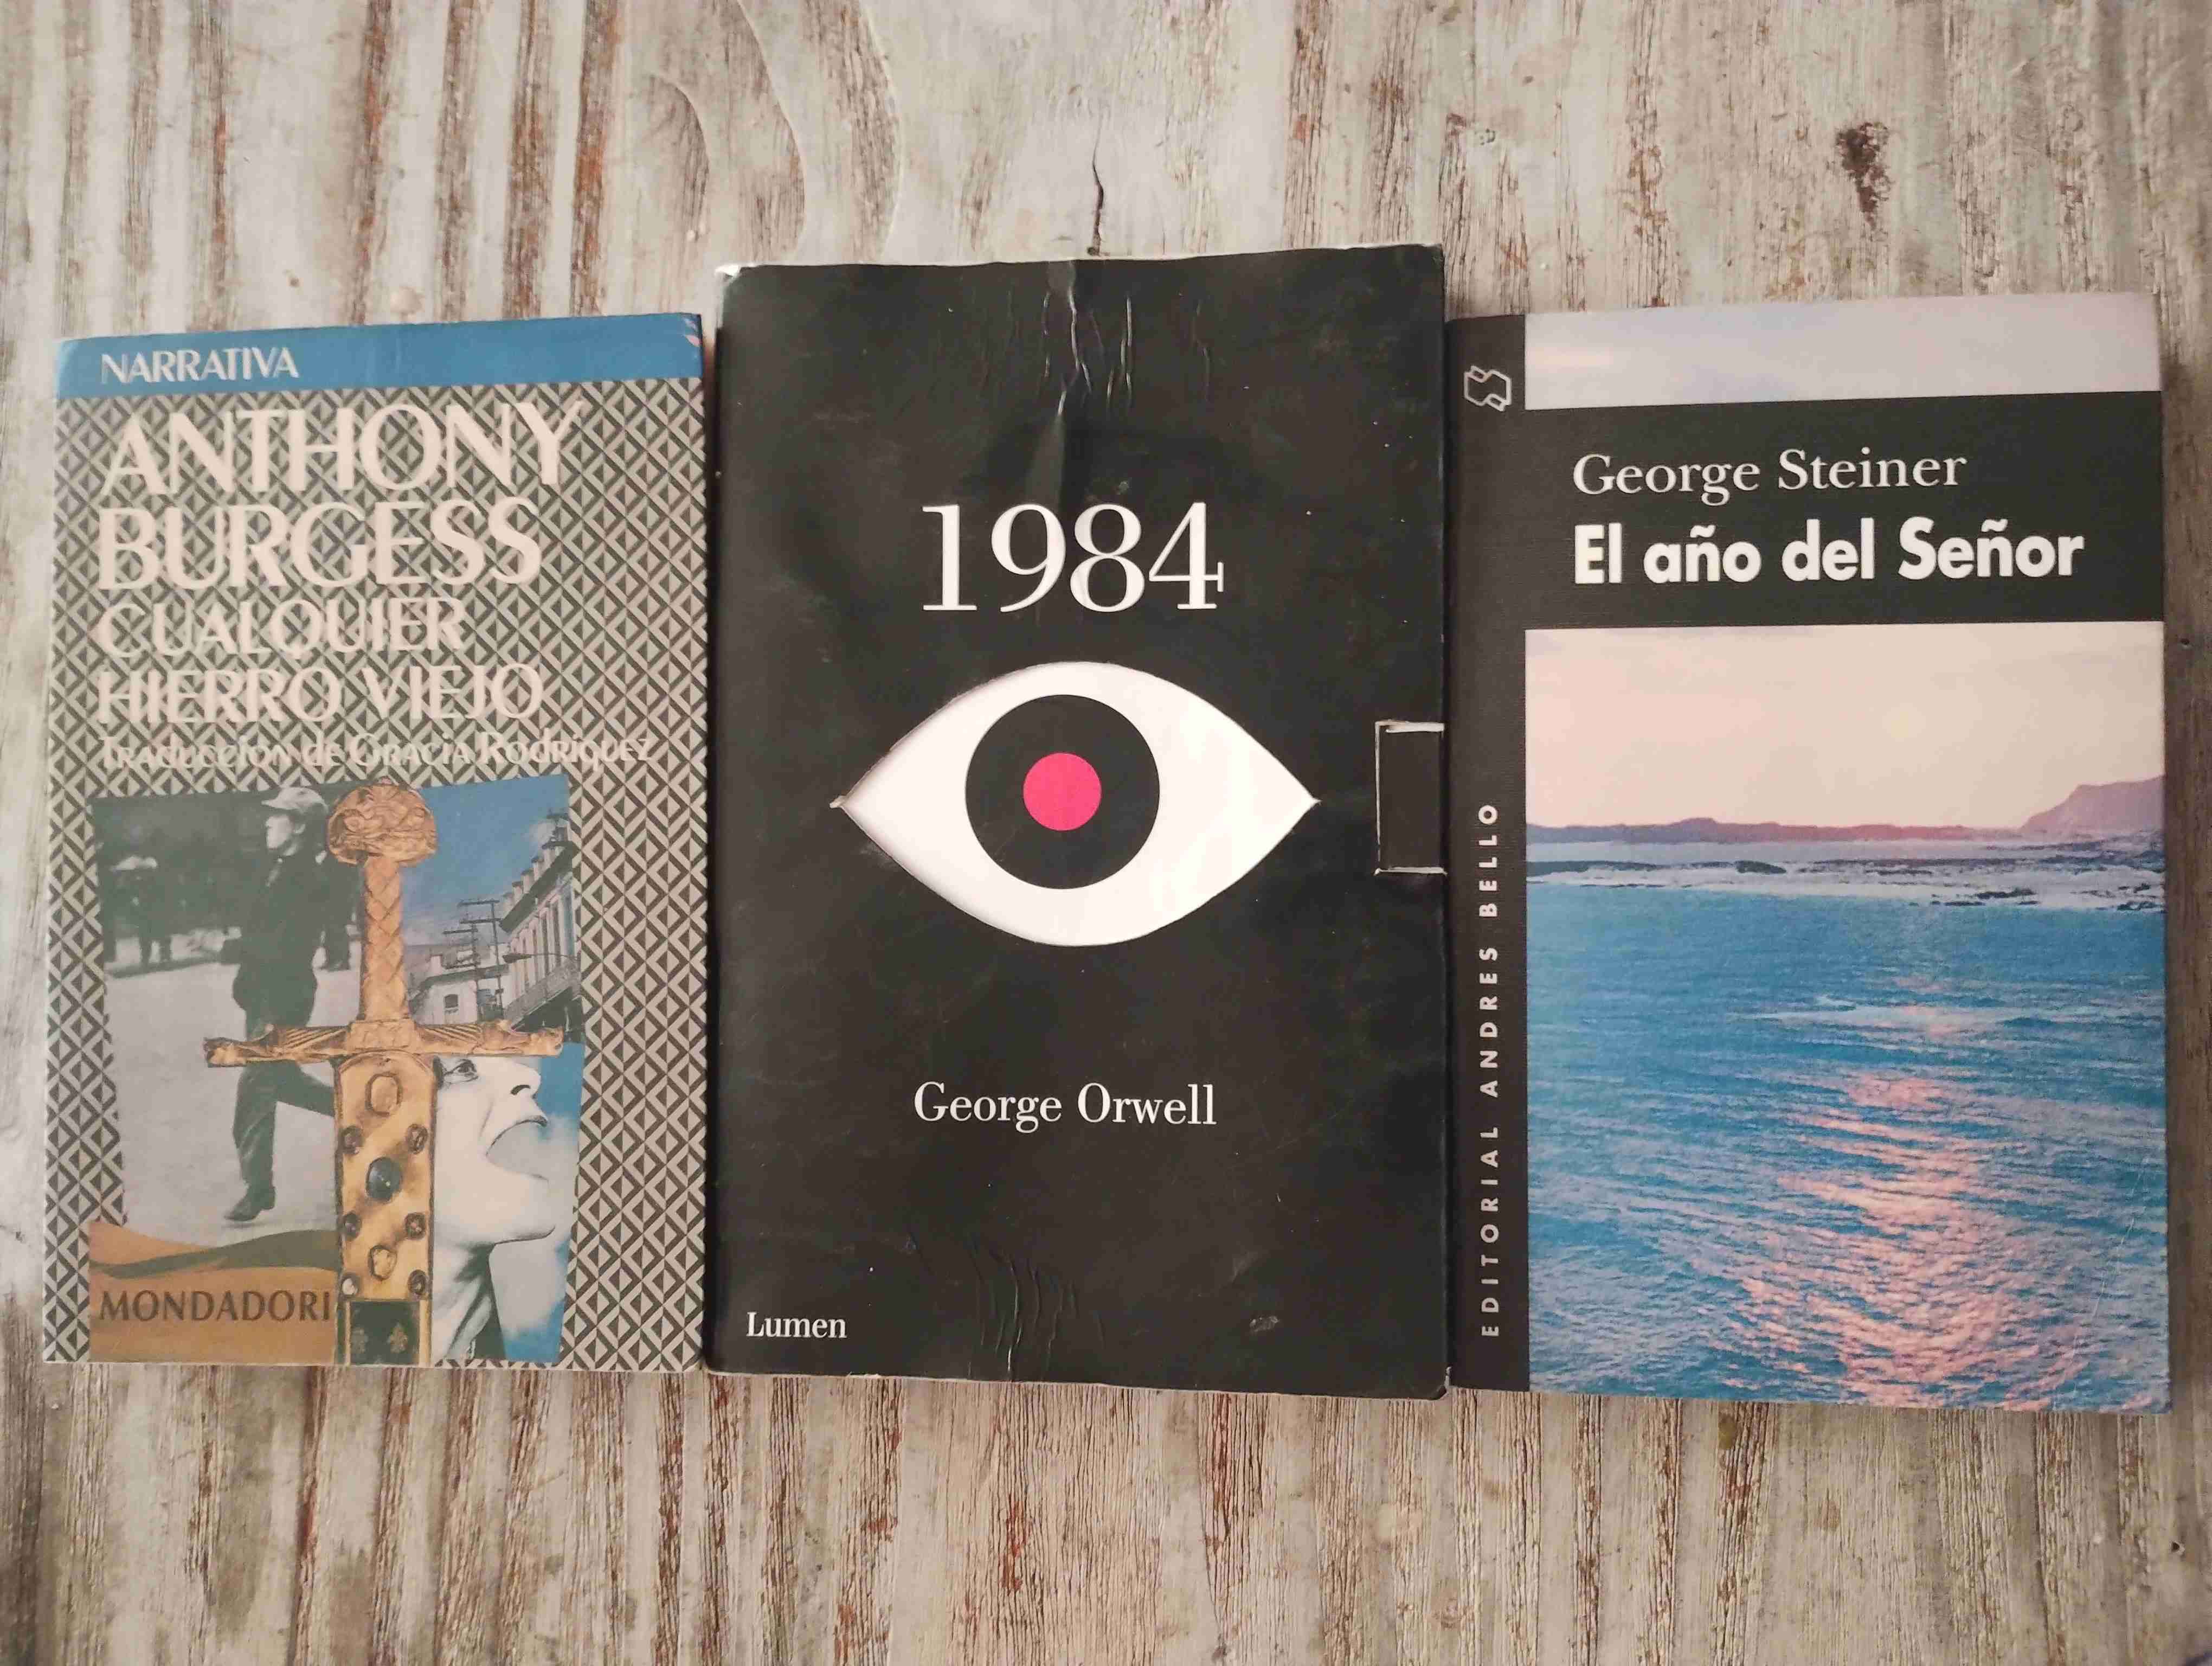 NARRATIVA
ANTHONY
BURGESS
CUALQUIER
HIERRO VIEJO
TRADUCCIÓN de GRACIA RODRÍGUEZ
MONDADORI
1984
George Orwell
Lumen
George Steiner
El año del Señor
EDITORIAL ANDRES BELLO